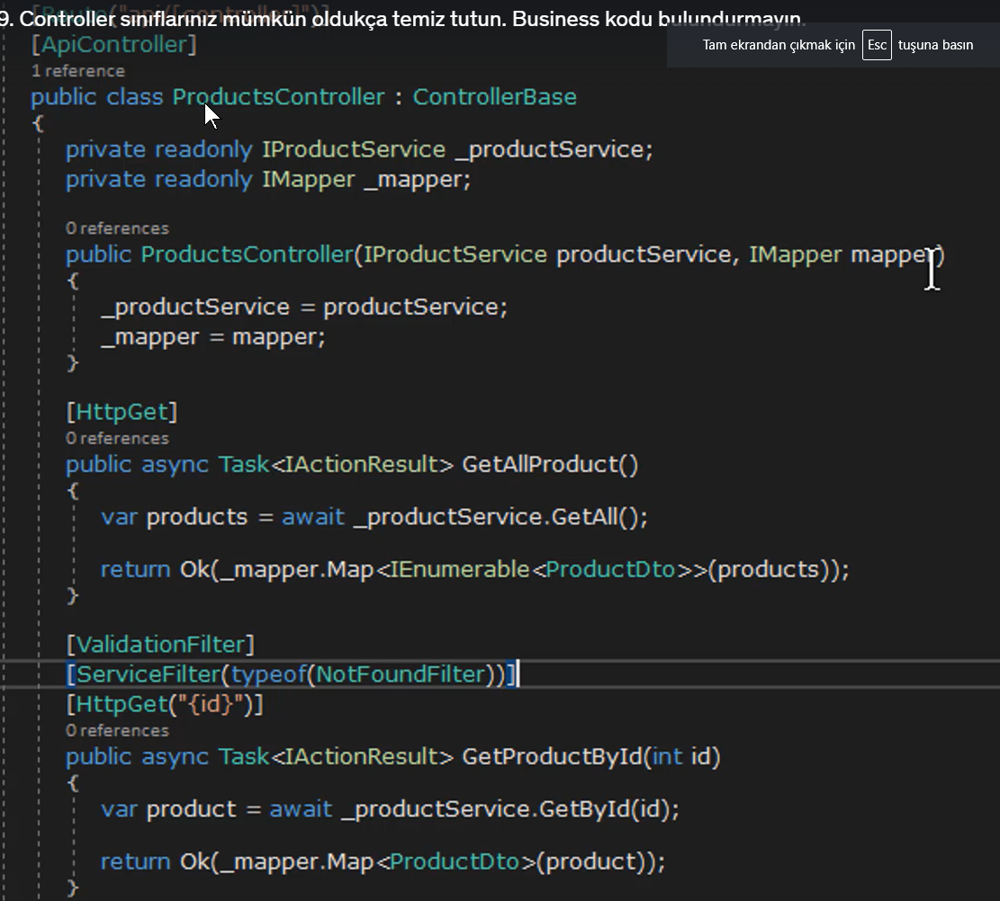 9. Controller sınıflarınız mümkün oldukça temiz tutun. Business kodu bulundurmayın.
[Route("api/[controller]")]
Tam ekrandan çıkmak için Esc tuşuna basın
[ApiController]
1 reference
public class ProductsController : ControllerBase
{
private readonly IProductService _productService;
private readonly IMapper _mapper;
0 references
public ProductsController(IProductService productService, IMapper mapper)
{
_productService = productService;
_mapper = mapper;
}
[HttpGet]
0 references
public async Task<IActionResult> GetAllProduct()
{
var products = await _productService.GetAll();
return Ok(_mapper.Map<IEnumerable<ProductDto>>(products));
}
[ValidationFilter]
[ServiceFilter(typeof(NotFoundFilter))]
[HttpGet("{id}")]
0 references
public async Task<IActionResult> GetProductById(int id)
{
var product = await _productService.GetById(id);
return Ok(_mapper.Map<ProductDto>(product));
}